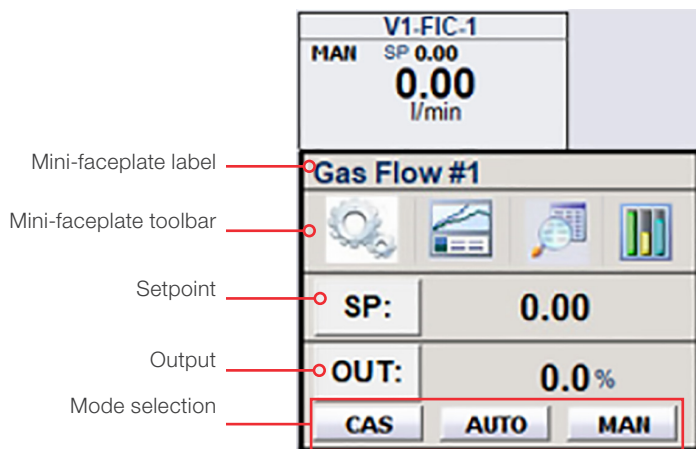 V1-FIC-1
MAN SP 0.00
0.00
l/min
Mini-faceplate label
Gas Flow #1
Mini-faceplate toolbar
Setpoint
SP: 0.00
Output
OUT: 0.0 %
Mode selection
CAS AUTO MAN